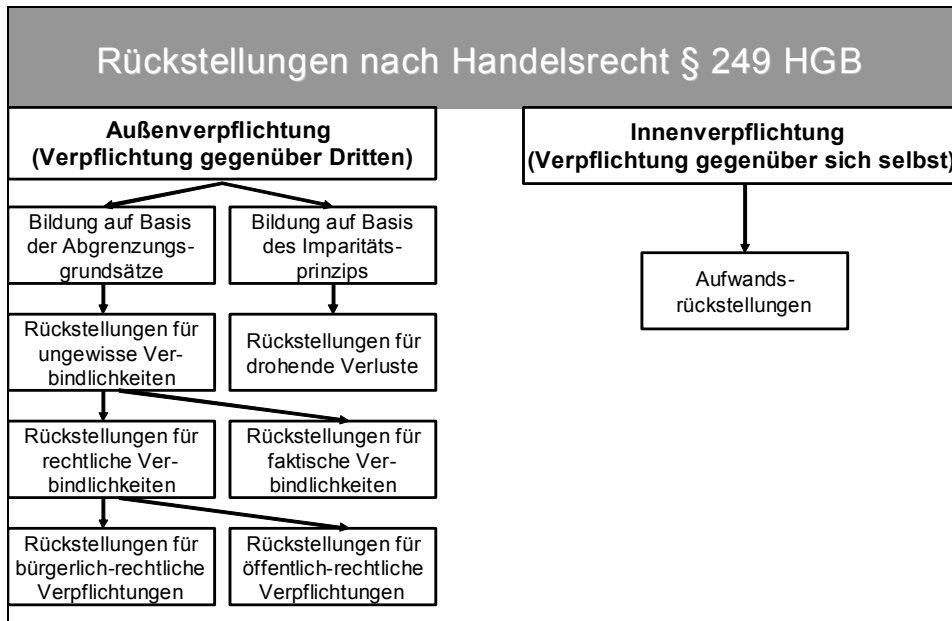 Rückstellungen nach Handelsrecht § 249 HGB
Außenverpflichtung
(Verpflichtung gegenüber Dritten)
Innenverpflichtung
(Verpflichtung gegenüber sich selbst)
Bildung auf Basis
der Abgrenzungs-
grundsätze
Bildung auf Basis
des Imparitäts-
prinzips
Aufwands-
rückstellungen
Rückstellungen für
ungewisse Ver-
bindlichkeiten
Rückstellungen für
drohende Verluste
Rückstellungen für
rechtliche Ver-
bindlichkeiten
Rückstellungen für
faktische Ver-
bindlichkeiten
Rückstellungen für
bürgerlich-rechtliche
Verpflichtungen
Rückstellungen für
öffentlich-rechtliche
Verpflichtungen